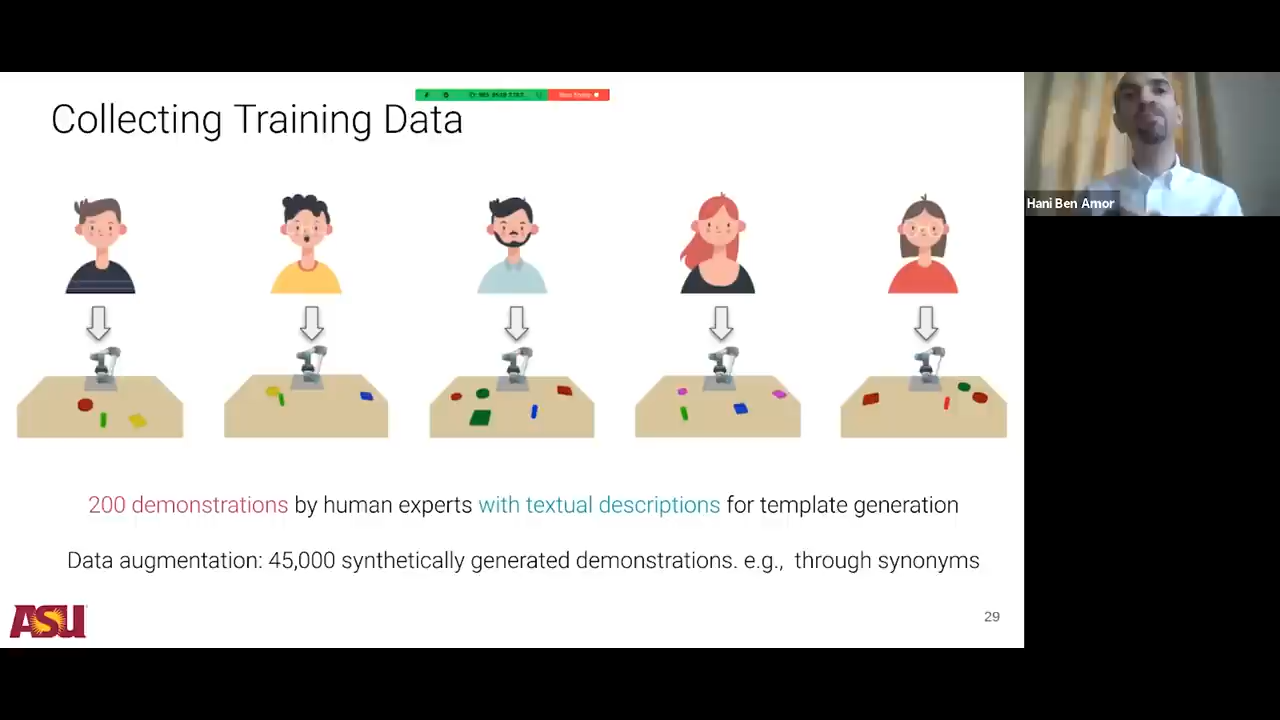 Collecting Training Data
Hani Ben Amor
200 demonstrations by human experts with textual descriptions for template generation
Data augmentation: 45,000 synthetically generated demonstrations. e.g., through synonyms
ASU
29